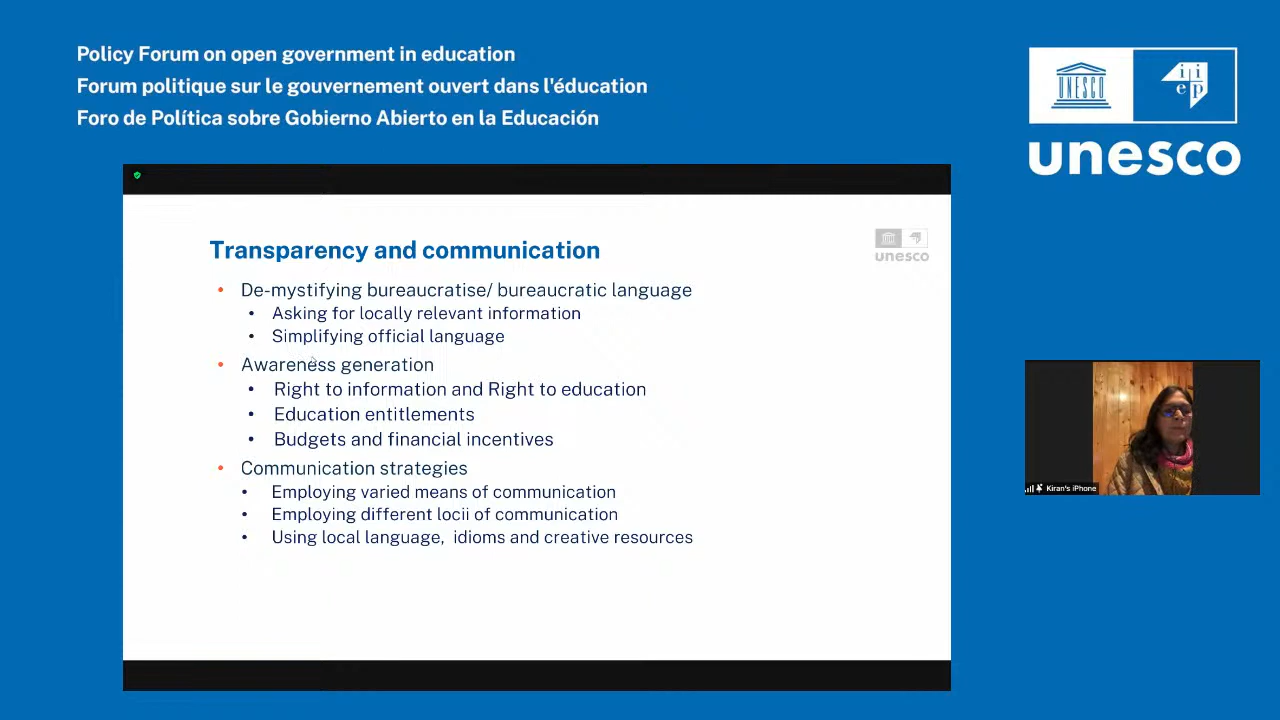 Policy Forum on open government in education
Forum politique sur le gouvernement ouvert dans l'éducation
Foro de Política sobre Gobierno Abierto en la Educación
UNESCO
i i
e p
unesco
Transparency and communication
unesco
• De-mystifying bureaucratise/ bureaucratic language
• Asking for locally relevant information
• Simplifying official language
• Awareness generation
• Right to information and Right to education
• Education entitlements
• Budgets and financial incentives
• Communication strategies
• Employing varied means of communication
• Employing different locii of communication
• Using local language, idioms and creative resources
Kiran's iPhone